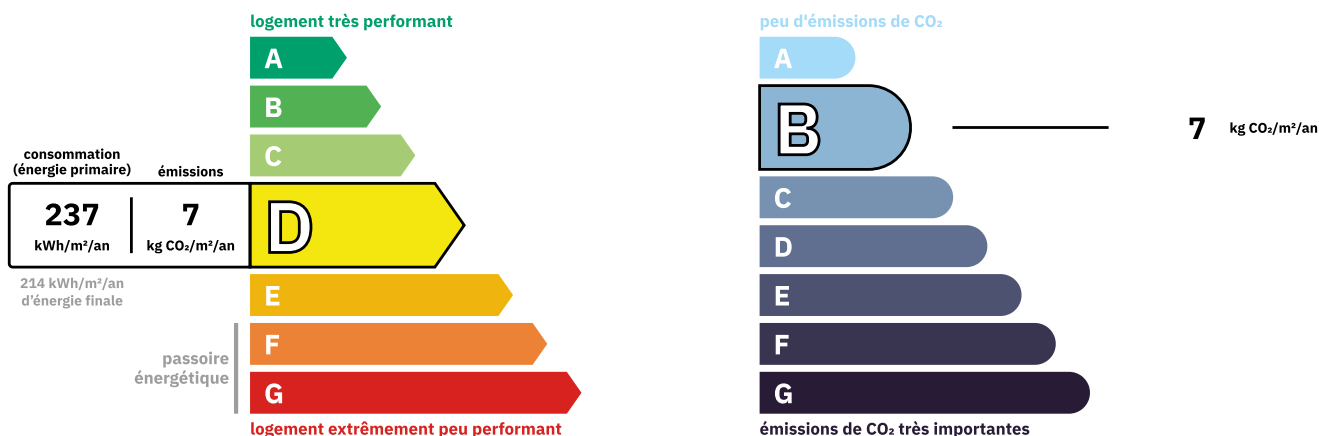 logement très performant
A
B
C
consommation
(énergie primaire)
émissions
237
kWh/m²/an
7
kg CO₂/m²/an
D
214 kWh/m²/an
d'énergie finale
E
F
passoire
énergétique
G
logement extrêmement peu performant
peu d'émissions de CO₂
A
B
7 kg CO₂/m²/an
C
D
E
F
G
émissions de CO₂ très importantes